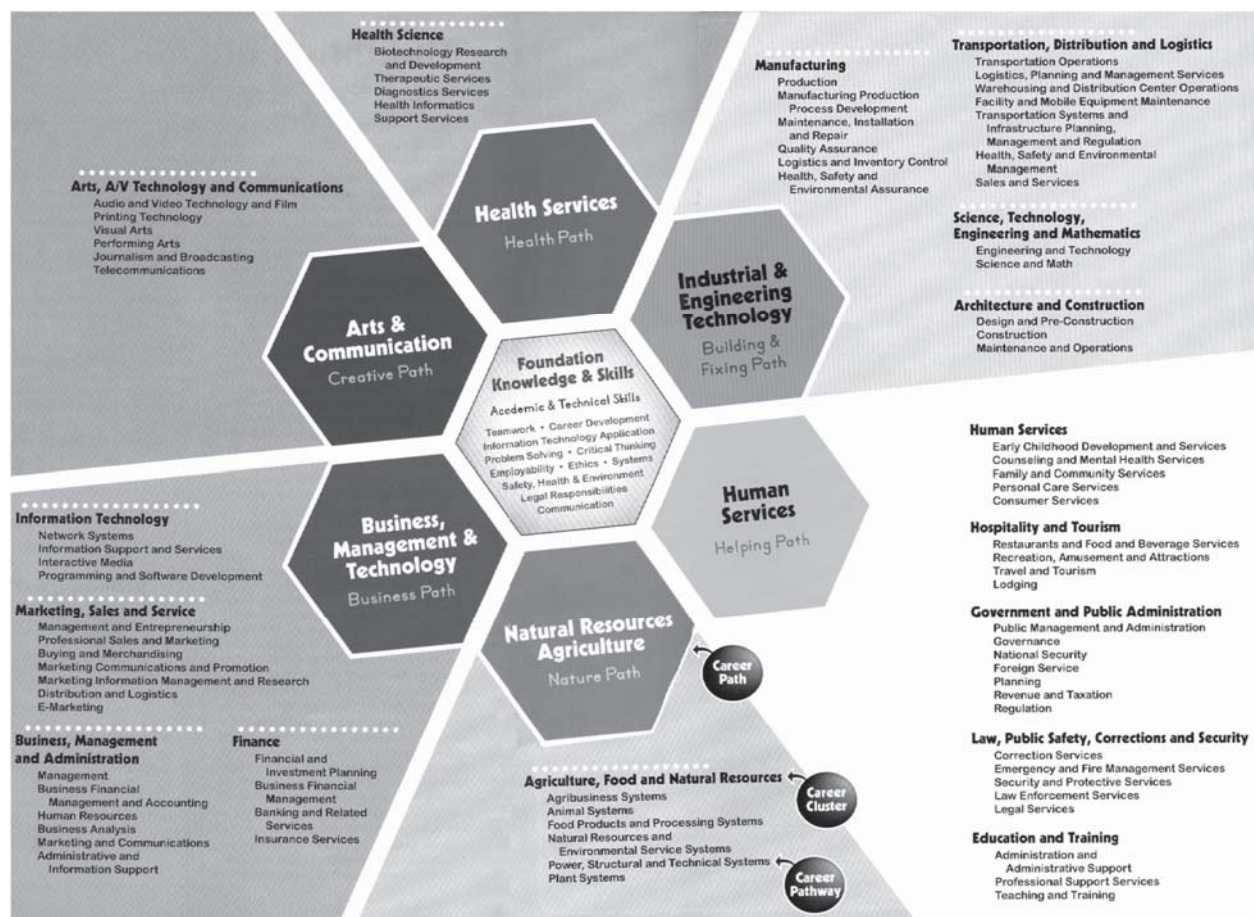 Health Science
Biotechnology Research
and Development
Therapeutic Services
Diagnostics Services
Health Informatics
Support Services
Manufacturing
Production
Manufacturing Production
Process Development
Maintenance, Installation
and Repair
Quality Assurance
Logistics and Inventory Control
Health, Safety and
Environmental Assurance
Transportation, Distribution and Logistics
Transportation Operations
Logistics, Planning and Management Services
Warehousing and Distribution Center Operations
Facility and Mobile Equipment Maintenance
Transportation Systems and
Infrastructure Planning,
Management and Regulation
Health, Safety and Environmental
Management
Sales and Services
Science, Technology,
Engineering and Mathematics
Engineering and Technology
Science and Math
Architecture and Construction
Design and Pre-Construction
Construction
Maintenance and Operations
Arts, A/V Technology and Communications
Audio and Video Technology and Film
Printing Technology
Visual Arts
Performing Arts
Journalism and Broadcasting
Telecommunications
Health Services
Health Path
Industrial &
Engineering
Technology
Building &
Fixing Path
Arts &
Communication
Creative Path
Foundation
Knowledge & Skills
Academic & Technical Skills
Teamwork • Career Development
Information Technology Application
Problem Solving • Critical Thinking
Employability • Ethics • Systems
Safety, Health & Environment
Legal Responsibilities
Communication
Human
Services
Helping Path
Business,
Management &
Technology
Business Path
Natural Resources
Agriculture
Nature Path
Career
Path
Information Technology
Network Systems
Information Support and Services
Interactive Media
Programming and Software Development
Marketing, Sales and Service
Management and Entrepreneurship
Professional Sales and Marketing
Buying and Merchandising
Marketing Communications and Promotion
Marketing Information Management and Research
Distribution and Logistics
E-Marketing
Business, Management
and Administration
Management
Business Financial
Management and Accounting
Human Resources
Business Analysis
Marketing and Communications
Administrative and
Information Support
Finance
Financial and
Investment Planning
Business Financial
Management
Banking and Related
Services
Insurance Services
Agriculture, Food and Natural Resources
Agribusiness Systems
Animal Systems
Food Products and Processing Systems
Natural Resources and
Environmental Service Systems
Power, Structural and Technical Systems
Plant Systems
Career
Cluster
Career
Pathway
Human Services
Early Childhood Development and Services
Counseling and Mental Health Services
Family and Community Services
Personal Care Services
Consumer Services
Hospitality and Tourism
Restaurants and Food and Beverage Services
Recreation, Amusement and Attractions
Travel and Tourism
Lodging
Government and Public Administration
Public Management and Administration
Governance
National Security
Foreign Service
Planning
Revenue and Taxation
Regulation
Law, Public Safety, Corrections and Security
Correction Services
Emergency and Fire Management Services
Security and Protective Services
Law Enforcement Services
Legal Services
Education and Training
Administration and
Administrative Support
Professional Support Services
Teaching and Training